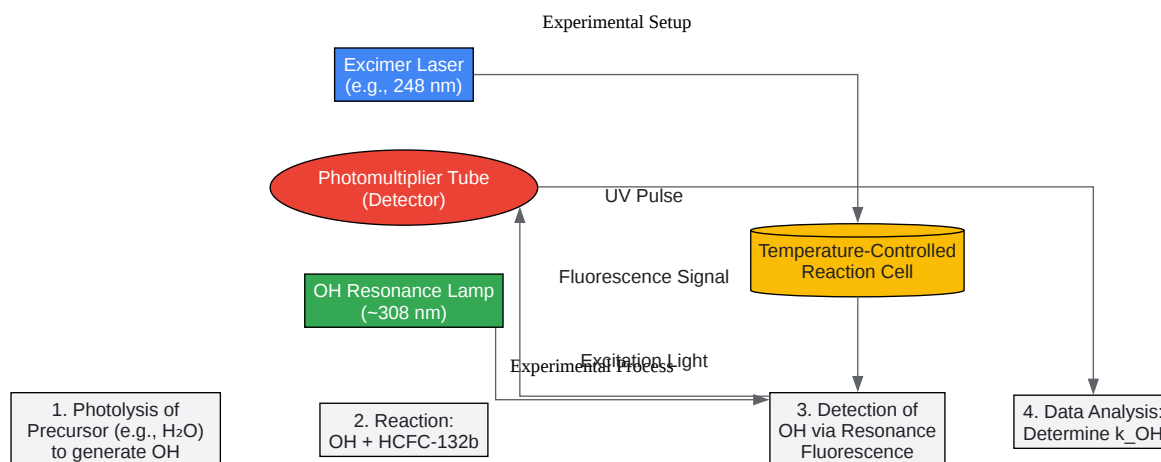 Experimental Setup
Excimer Laser
(e.g., 248 nm)
Photomultiplier Tube
(Detector)
UV Pulse
Temperature-Controlled
Reaction Cell
Fluorescence Signal
OH Resonance Lamp
(~308 nm)
Excitation Light
Experimental Process
1. Photolysis of
Precursor (e.g., H₂O)
to generate OH
2. Reaction:
OH + HCFC-132b
3. Detection of
OH via Resonance
Fluorescence
4. Data Analysis:
Determine k_OH